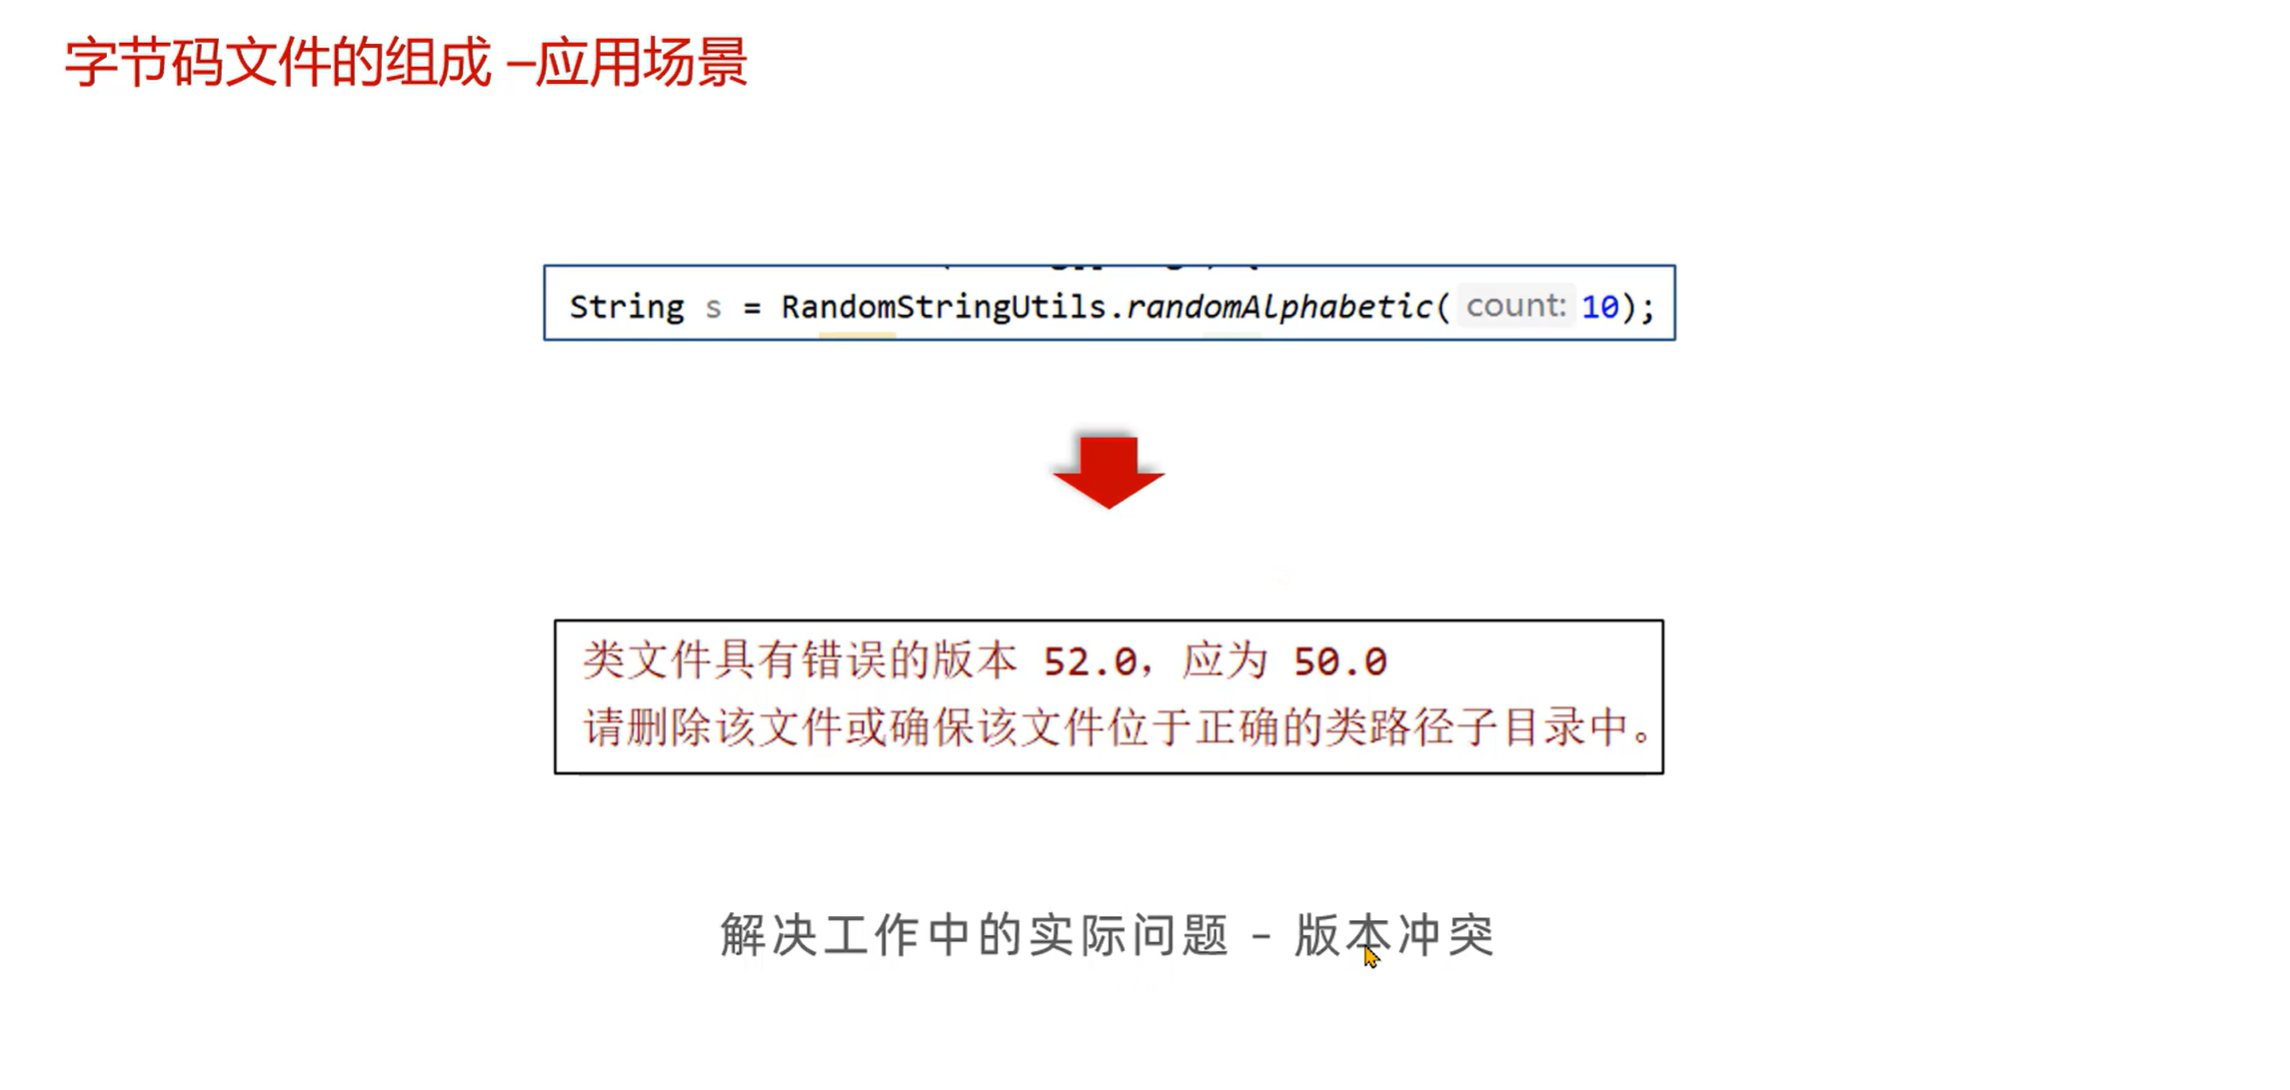 字节码文件的组成 –应用场景
String s = RandomStringUtils.randomAlphabetic( count: 10);
类文件具有错误的版本 52.0，应为 50.0
请删除该文件或确保该文件位于正确的类路径子目录中。
解决工作中的实际问题 - 版本冲突